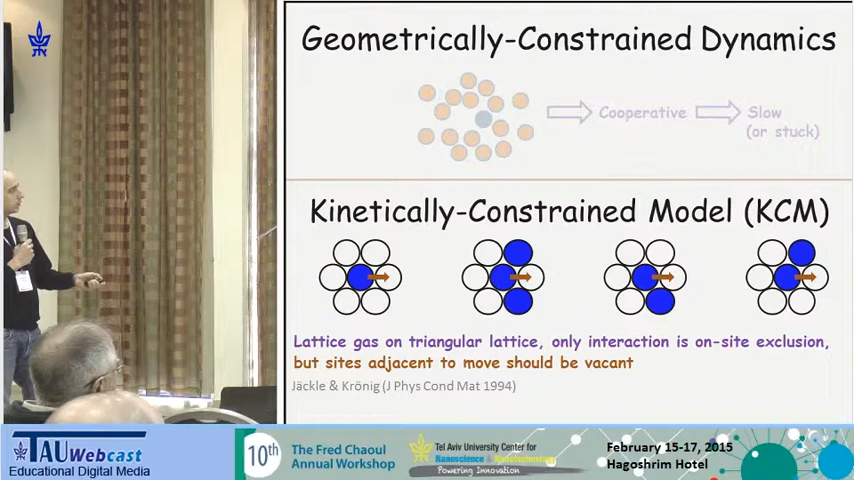 Geometrically-Constrained Dynamics
Cooperative
Slow
(or stuck)
Kinetically-Constrained Model (KCM)
Lattice gas on triangular lattice, only interaction is on-site exclusion,
but sites adjacent to move should be vacant
Jäckle & Krönig (J Phys Cond Mat 1994)
TAU Webcast
Educational Digital Media
10th
The Fred Chaoul
Annual Workshop
Tel Aviv University Center for
Nanoscience & Nanotechnology
Powering Innovation
February 15-17, 2015
Hagoshrim Hotel